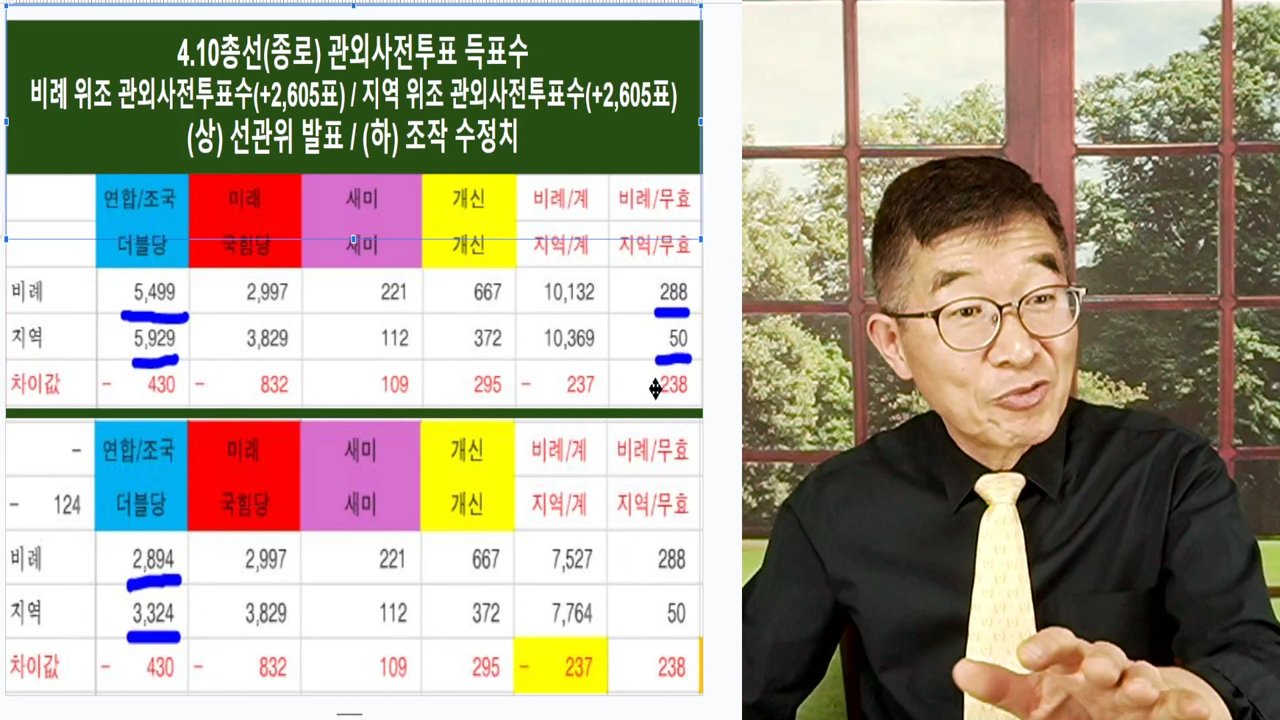 4.10총선(종로) 관외사전투표 득표수
비례 위조 관외사전투표수(+2,605표) / 지역 위조 관외사전투표수(+2,605표)
(상) 선관위 발표 / (하) 조작 수정치
연합/조국 미래 새미 개신 비례/계 비례/무효
더블당 국힘당 새미 개신 지역/계 지역/무효
비례 5,499 2,997 221 667 10,132 288
지역 5,929 3,829 112 372 10,369 50
차이값 - 430 - 832 109 295 - 237 238
- 연합/조국 미래 새미 개신 비례/계 비례/무효
- 124 더블당 국힘당 새미 개신 지역/계 지역/무효
비례 2,894 2,997 221 667 7,527 288
지역 3,324 3,829 112 372 7,764 50
차이값 - 430 - 832 109 295 - 237 238